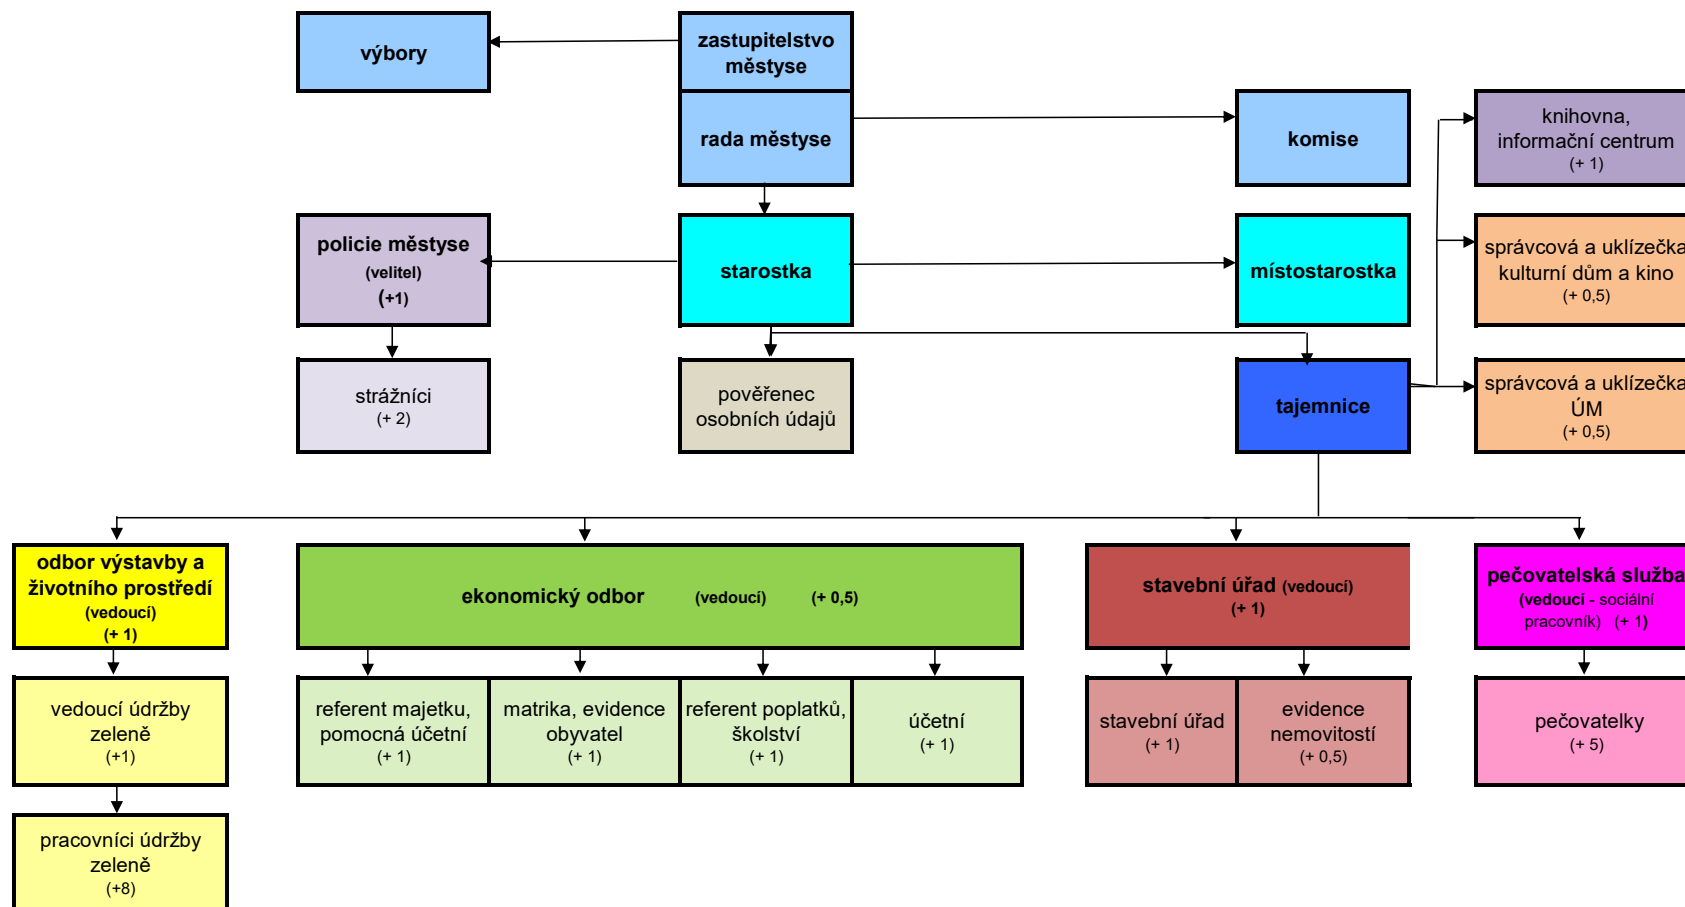 výbory
zastupitelstvo
městyse
rada městyse
komise
knihovna,
informační centrum
(+ 1)
policie městyse
(velitel)
(+1)
starostka
místostarostka
správcová a uklízečka
kulturní dům a kino
(+ 0,5)
strážníci
(+ 2)
pověřenec
osobních údajů
tajemnice
správcová a uklízečka
ÚM
(+ 0,5)
odbor výstavby a
životního prostředí
(vedoucí)
(+ 1)
ekonomický odbor (vedoucí) (+ 0,5)
stavební úřad (vedoucí)
(+ 1)
pečovatelská služba
(vedoucí - sociální
pracovník) (+ 1)
vedoucí údržby
zeleně
(+1)
referent majetku,
pomocná účetní
(+ 1)
matrika, evidence
obyvatel
(+ 1)
referent poplatků,
školství
(+ 1)
účetní
(+ 1)
stavební úřad
(+ 1)
evidence
nemovitostí
(+ 0,5)
pečovatelky
(+ 5)
pracovníci údržby
zeleně
(+8)